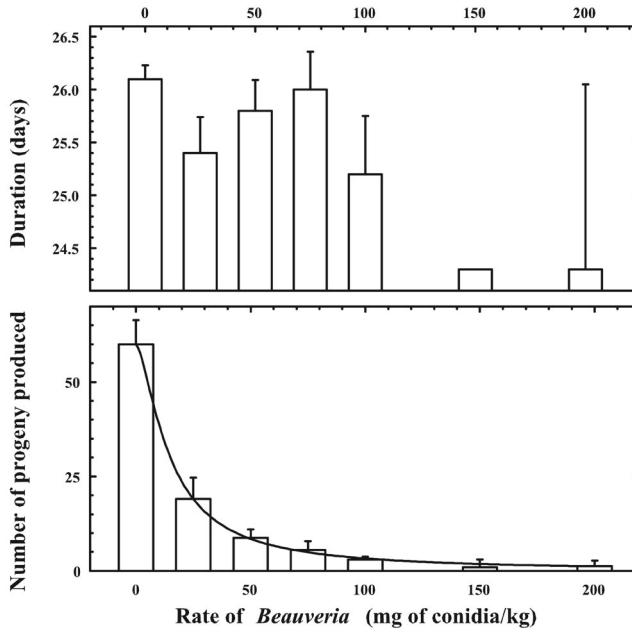 0 50 100 150 200
26.5
26.0
25.5
25.0
24.5
Duration (days)
50
25
0
Number of progeny produced
0 50 100 150 200
Rate of Beauveria (mg of conidia/kg)